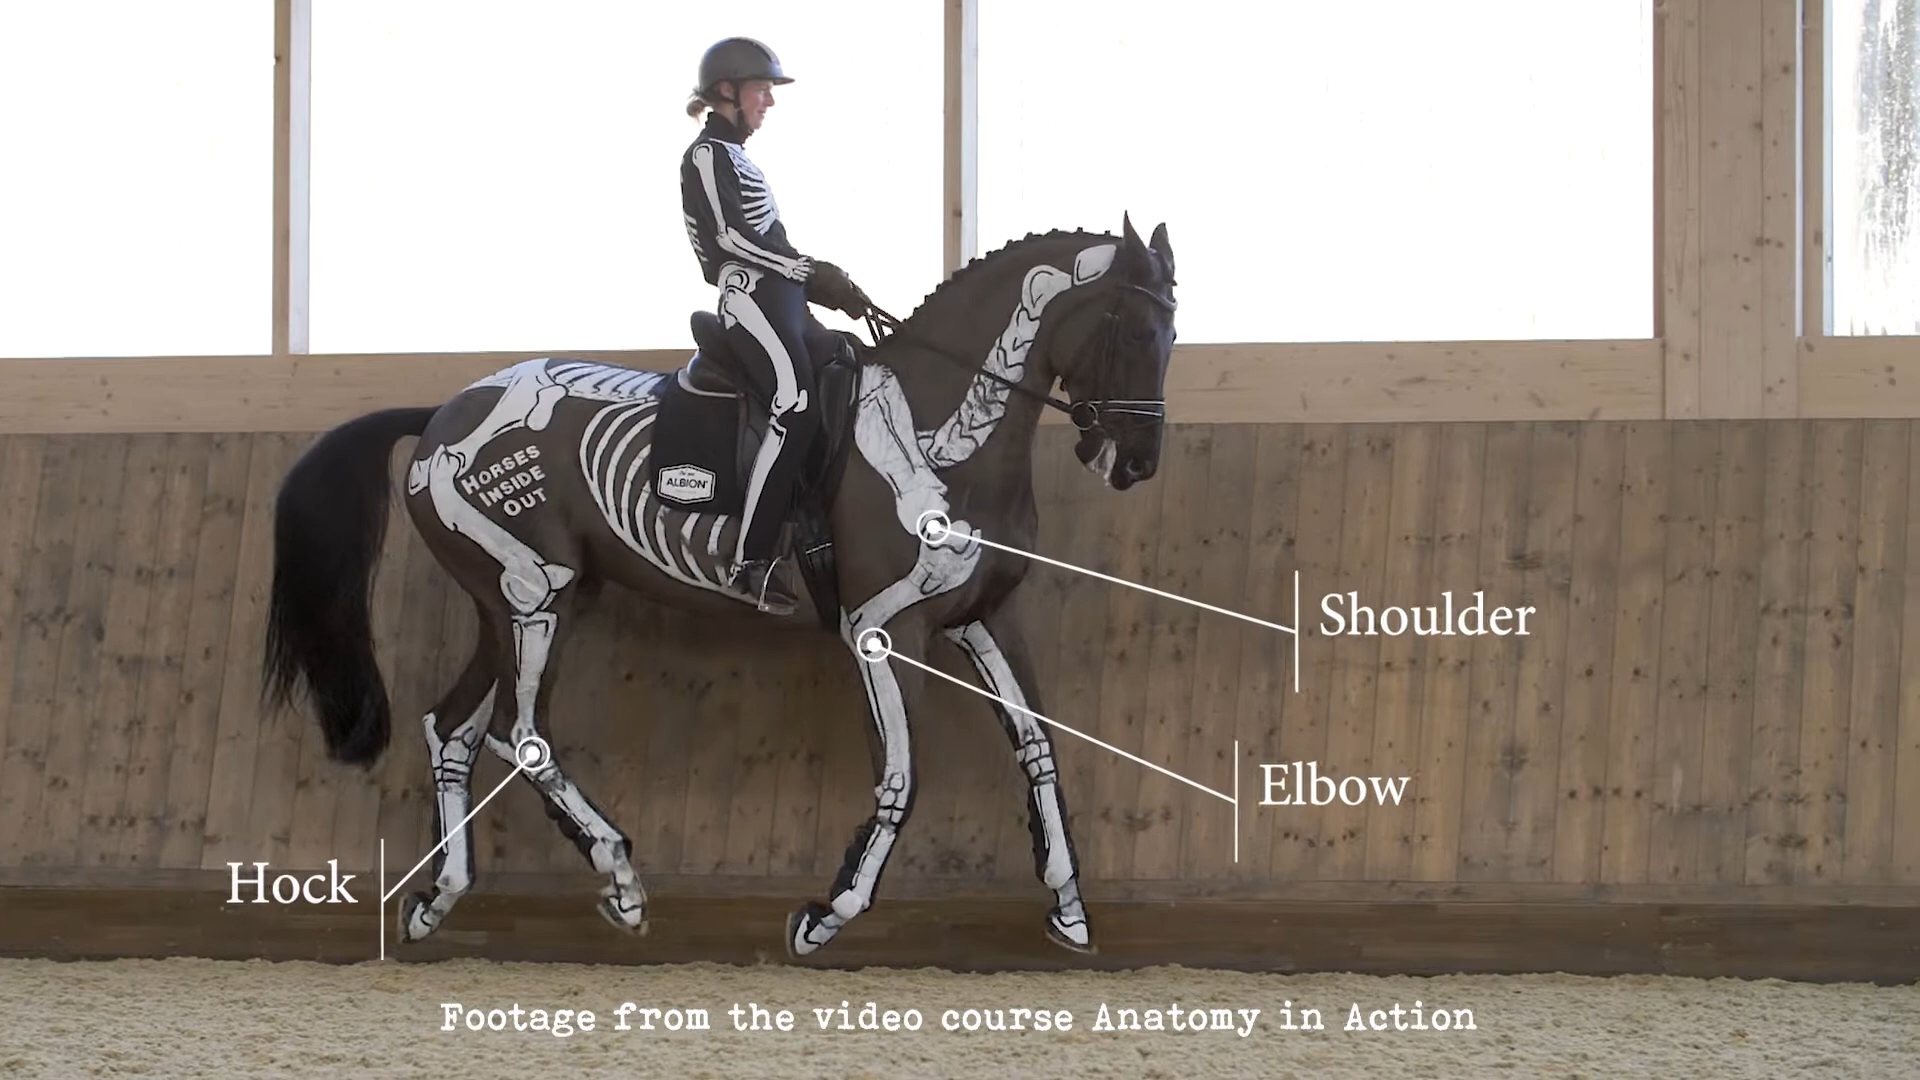 HORSES
INSIDE
OUT
ALBION
Shoulder
Elbow
Hock
Footage from the video course Anatomy in Action